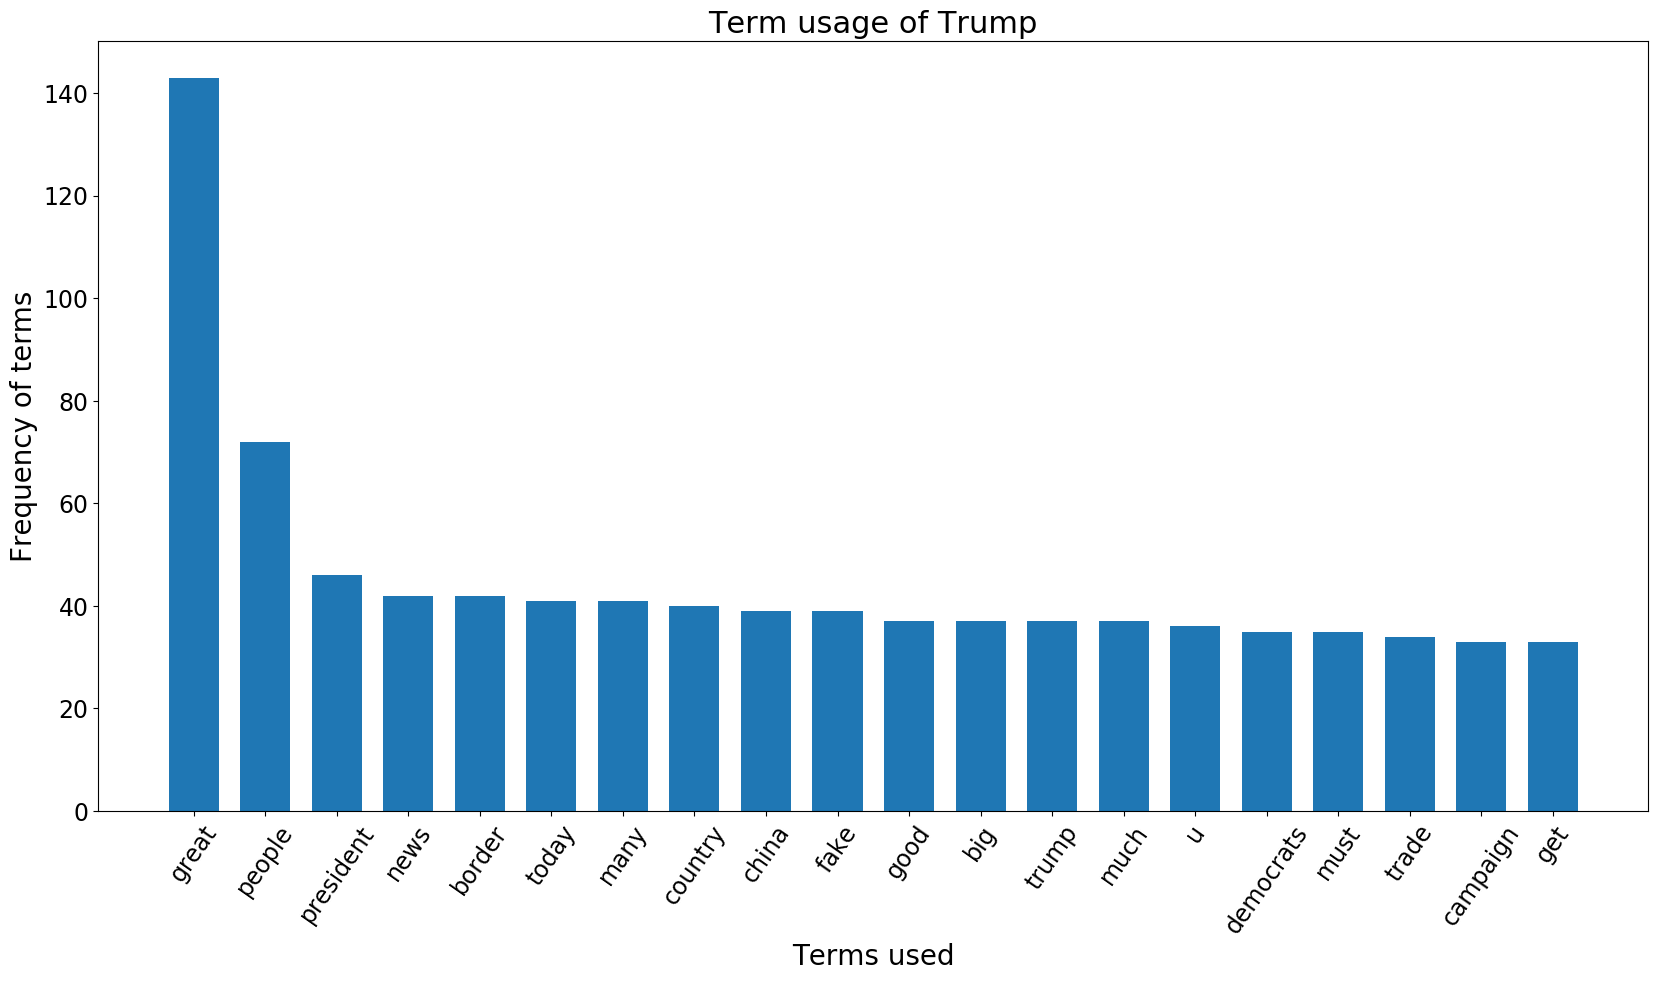 Term usage of Trump
Frequency of terms
140
120
100
80
60
40
20
0
great
people
president
news
border
today
many
country
china
fake
good
big
trump
much
u
democrats
must
trade
campaign
get
Terms used